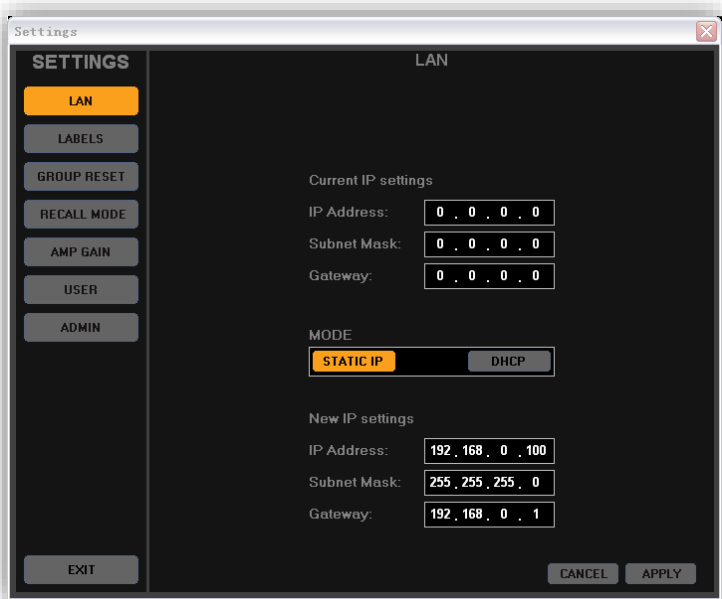 Settings
SETTINGS
LAN
LABELS
GROUP RESET
RECALL MODE
AMP GAIN
USER
ADMIN
EXIT
LAN
Current IP settings
IP Address: 0 . 0 . 0 . 0
Subnet Mask: 0 . 0 . 0 . 0
Gateway: 0 . 0 . 0 . 0
MODE
STATIC IP DHCP
New IP settings
IP Address: 192 . 168 . 0 . 100
Subnet Mask: 255 . 255 . 255 . 0
Gateway: 192 . 168 . 0 . 1
CANCEL APPLY